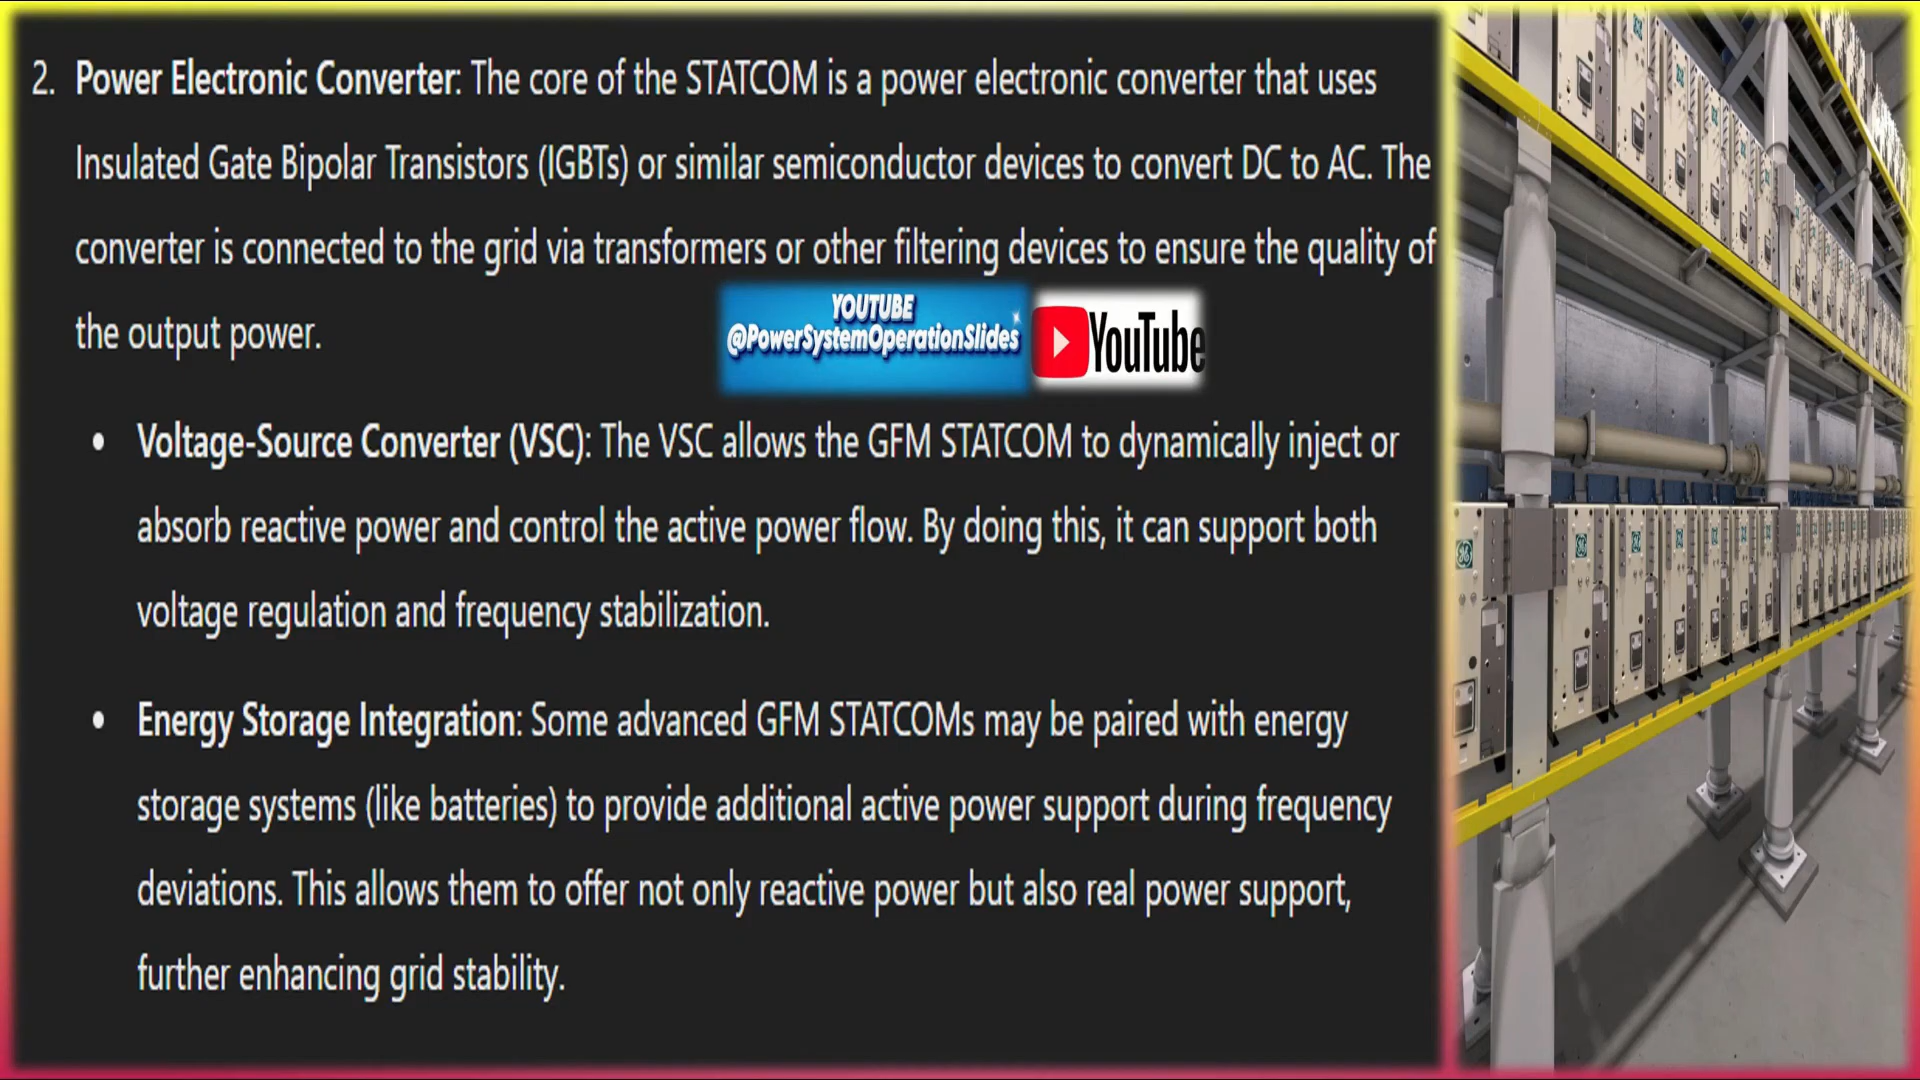 2. Power Electronic Converter: The core of the STATCOM is a power electronic converter that uses
Insulated Gate Bipolar Transistors (IGBTs) or similar semiconductor devices to convert DC to AC. The
converter is connected to the grid via transformers or other filtering devices to ensure the quality of
the output power.
YOUTUBE
@PowerSystemOperationSlides
YouTube
• Voltage-Source Converter (VSC): The VSC allows the GFM STATCOM to dynamically inject or
absorb reactive power and control the active power flow. By doing this, it can support both
voltage regulation and frequency stabilization.
• Energy Storage Integration: Some advanced GFM STATCOMs may be paired with energy
storage systems (like batteries) to provide additional active power support during frequency
deviations. This allows them to offer not only reactive power but also real power support,
further enhancing grid stability.